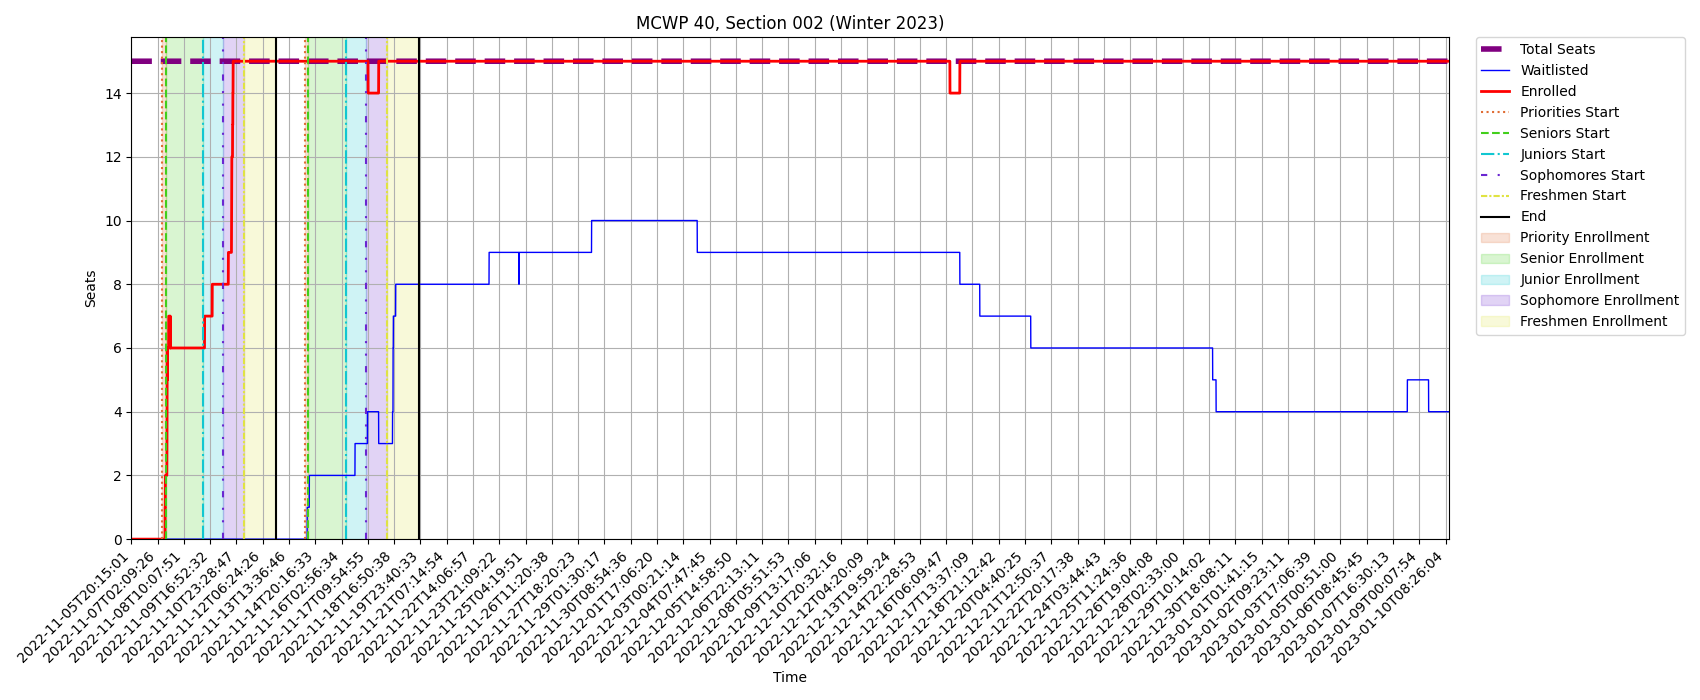 MCWP 40, Section 002 (Winter 2023)
Total Seats
Waitlisted
Enrolled
Priorities Start
Seniors Start
Juniors Start
Sophomores Start
Freshmen Start
End
Priority Enrollment
Senior Enrollment
Junior Enrollment
Sophomore Enrollment
Freshmen Enrollment
Seats
14
12
10
8
6
4
2
0
2022-11-05T20:15:01
2022-11-07T02:09:26
2022-11-08T10:07:51
2022-11-09T16:52:32
2022-11-10T23:28:47
2022-11-12T06:24:26
2022-11-13T13:36:46
2022-11-14T20:16:33
2022-11-16T02:56:34
2022-11-17T09:54:55
2022-11-18T16:50:38
2022-11-19T23:40:33
2022-11-21T07:14:54
2022-11-22T14:06:57
2022-11-23T21:09:22
2022-11-25T04:19:51
2022-11-26T11:20:38
2022-11-27T18:20:23
2022-11-29T01:30:17
2022-11-30T08:54:36
2022-12-01T17:06:20
2022-12-03T00:21:14
2022-12-04T07:47:45
2022-12-05T14:58:50
2022-12-06T22:13:11
2022-12-08T05:51:53
2022-12-09T13:17:06
2022-12-10T20:32:16
2022-12-12T04:20:09
2022-12-13T13:59:24
2022-12-14T22:28:53
2022-12-16T06:09:47
2022-12-17T13:37:09
2022-12-18T21:12:42
2022-12-20T04:40:25
2022-12-21T12:50:37
2022-12-22T20:17:38
2022-12-24T03:44:43
2022-12-25T11:24:36
2022-12-26T19:04:08
2022-12-28T02:33:00
2022-12-29T10:14:02
2022-12-30T18:08:11
2023-01-01T01:41:15
2023-01-02T09:23:11
2023-01-03T17:06:39
2023-01-05T00:51:00
2023-01-06T08:45:45
2023-01-07T16:30:13
2023-01-09T00:07:54
2023-01-10T08:26:04
Time